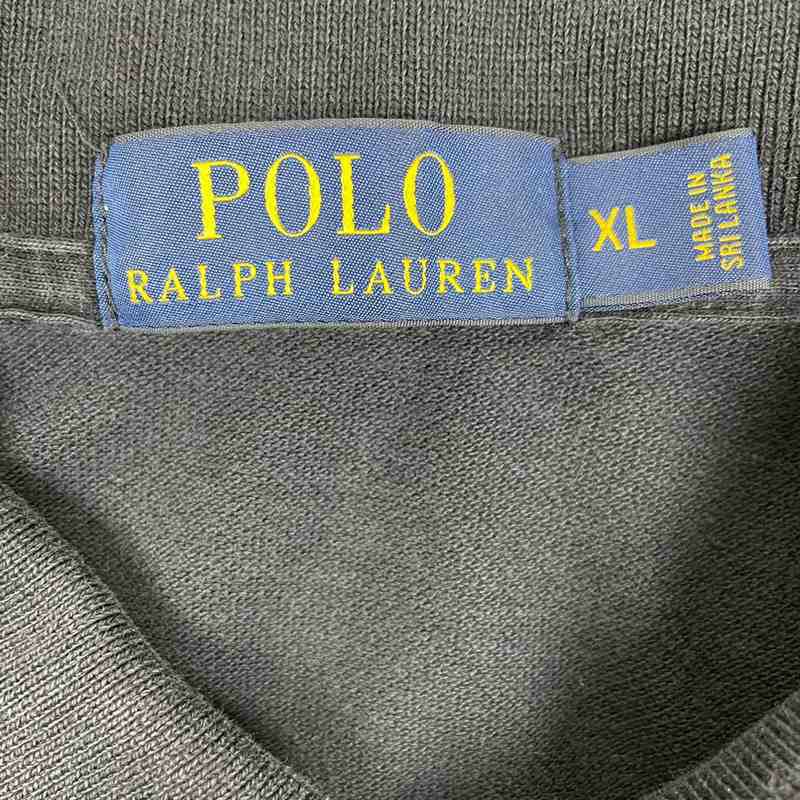 POLO
RALPH LAUREN
XL
MADE IN
SRI LANKA